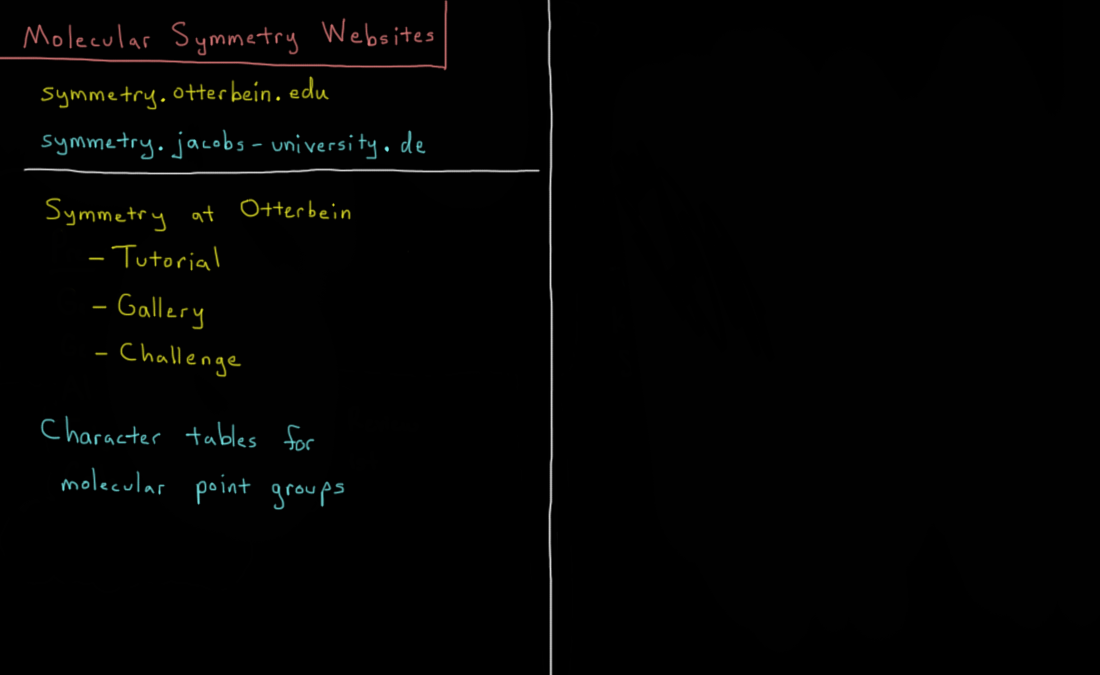 Molecular Symmetry Websites
symmetry.otterbein.edu
symmetry.jacobs-university.de
Symmetry at Otterbein
- Tutorial
- Gallery
- Challenge
Character tables for
molecular point groups